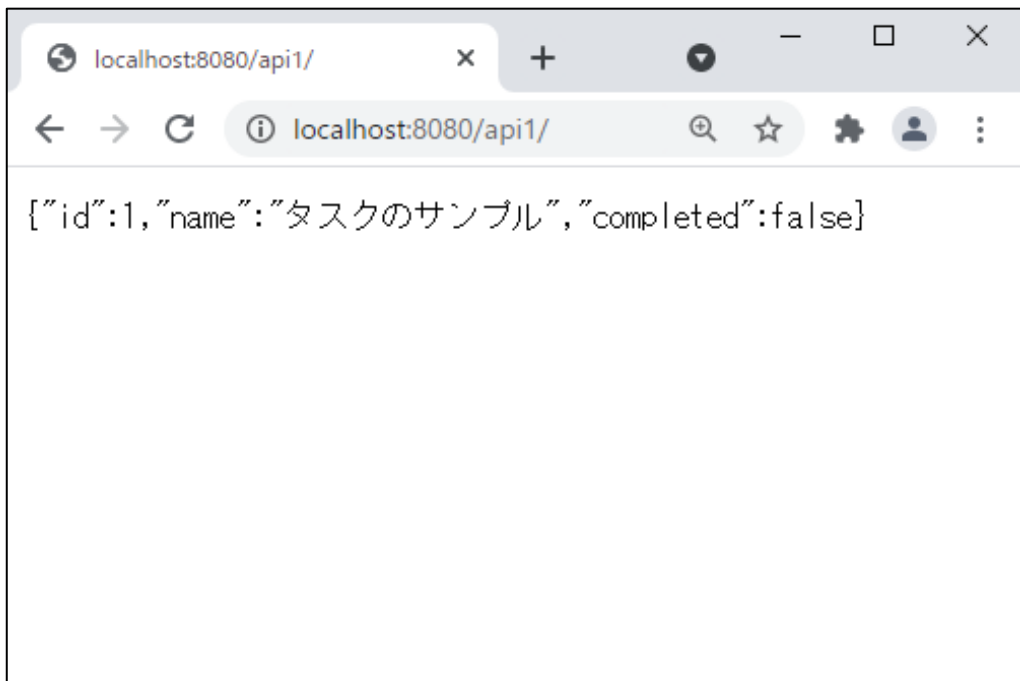 localhost:8080/api1/
localhost:8080/api1/
{"id":1,"name":"タスクのサンプル","completed":false}